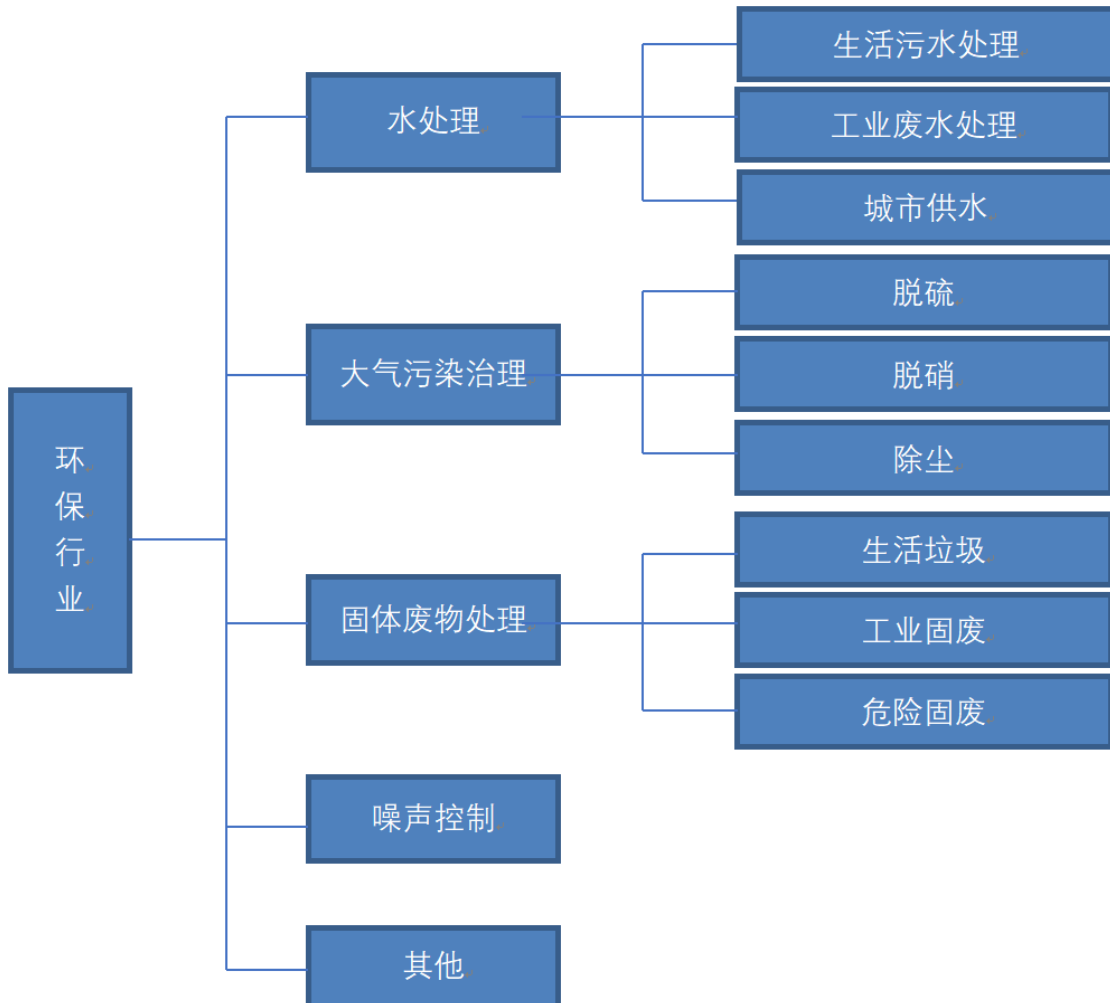 环
保
行
业
水处理
生活污水处理
工业废水处理
城市供水
大气污染治理
脱硫
脱硝
除尘
固体废物处理
生活垃圾
工业固废
危险固废
噪声控制
其他